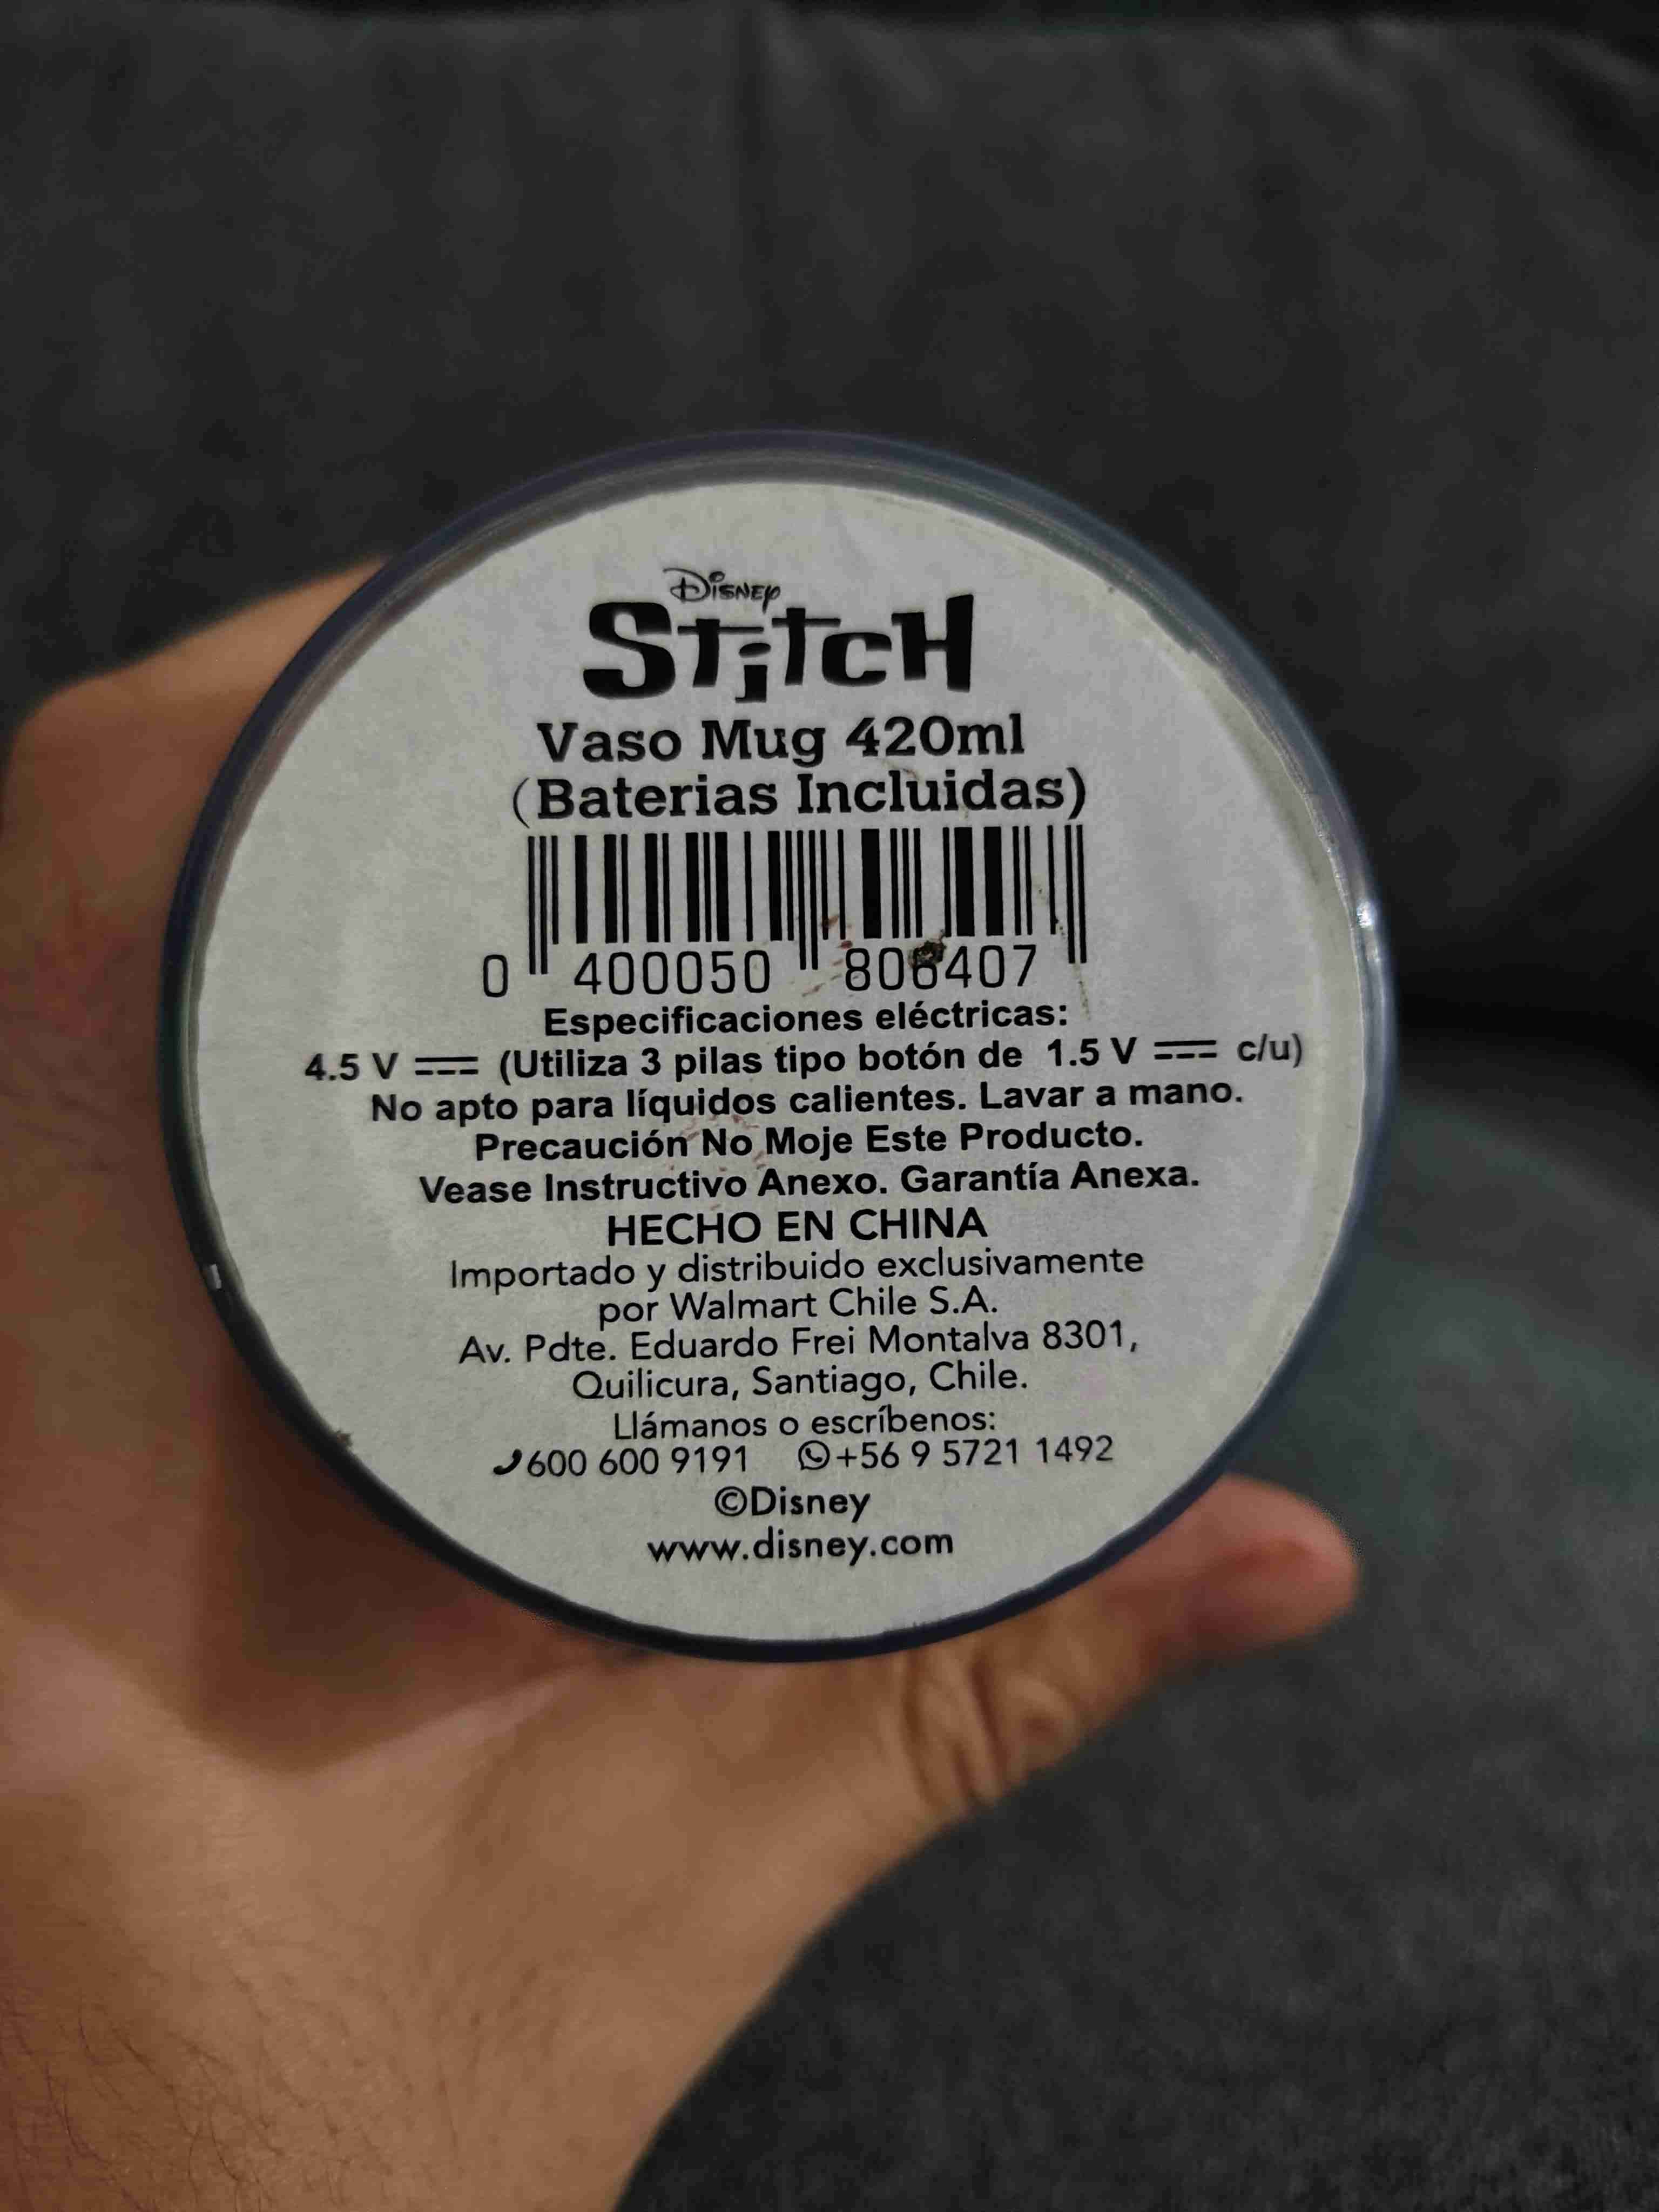 Disney
Stitch
Vaso Mug 420ml
(Baterias Incluidas)
0 400050 806407
Especificaciones eléctricas:
4.5 V ⎓ (Utiliza 3 pilas tipo botón de 1.5 V ⎓ c/u)
No apto para líquidos calientes. Lavar a mano.
Precaución No Moje Este Producto.
Vease Instructivo Anexo. Garantía Anexa.
HECHO EN CHINA
Importado y distribuido exclusivamente
por Walmart Chile S.A.
Av. Pdte. Eduardo Frei Montalva 8301,
Quilicura, Santiago, Chile.
Llámanos o escríbenos:
600 600 9191 +56 9 5721 1492
©Disney
www.disney.com